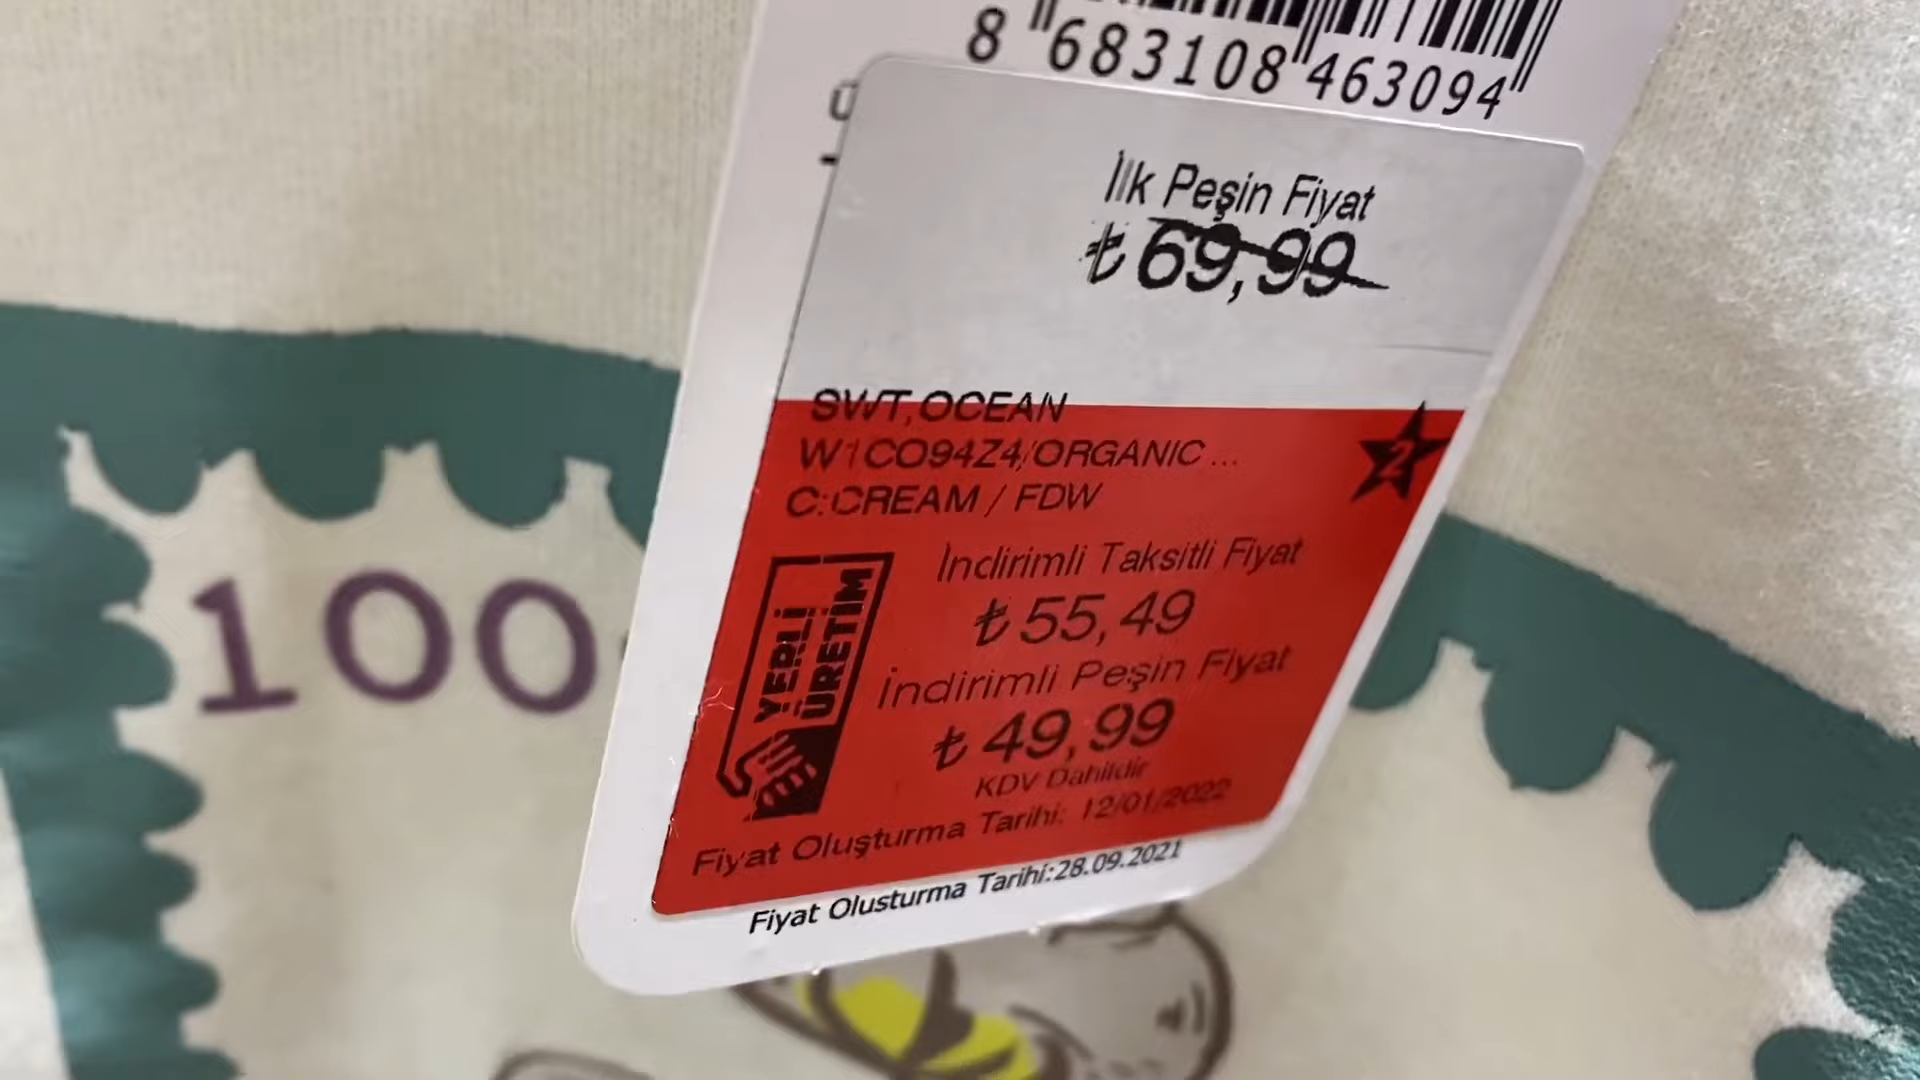 8 683108 463094
İlk Peşin Fiyat
₺ 69,99
SWT,OCEAN
W1CO94Z4/ORGANIC ...
C:CREAM / FDW
2
İndirimli Taksitli Fiyat
₺ 55,49
İndirimli Peşin Fiyat
₺ 49,99
KDV Dahildir
YERLİ
ÜRETİM
Fiyat Oluşturma Tarihi: 12/01/2022
Fiyat Olusturma Tarihi:28.09.2021
100